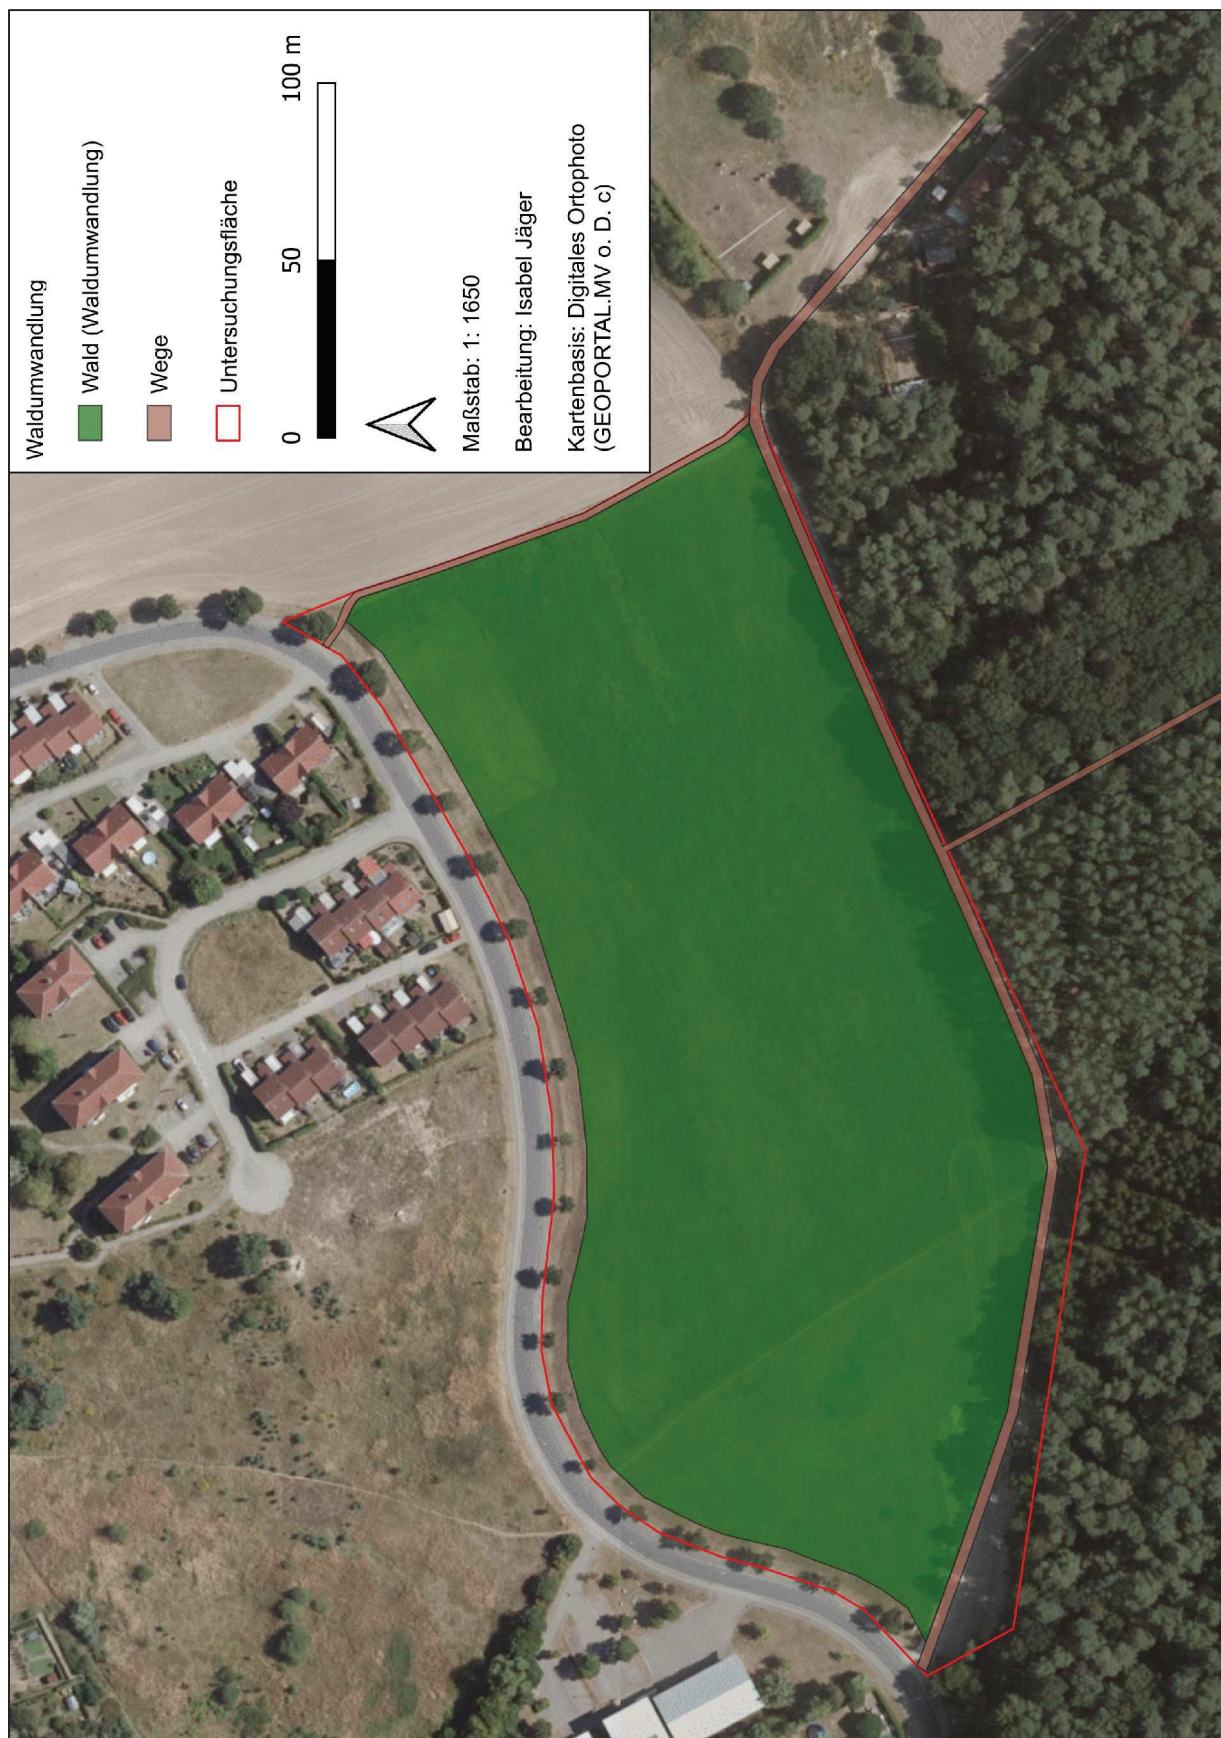 Waldumwandlung
Wald (Waldumwandlung)
Wege
Untersuchungsfläche
0 50 100 m
Maßstab: 1: 1650
Bearbeitung: Isabel Jäger
Kartenbasis: Digitales Ortophoto
(GEOPORTAL.MV o. D. c)